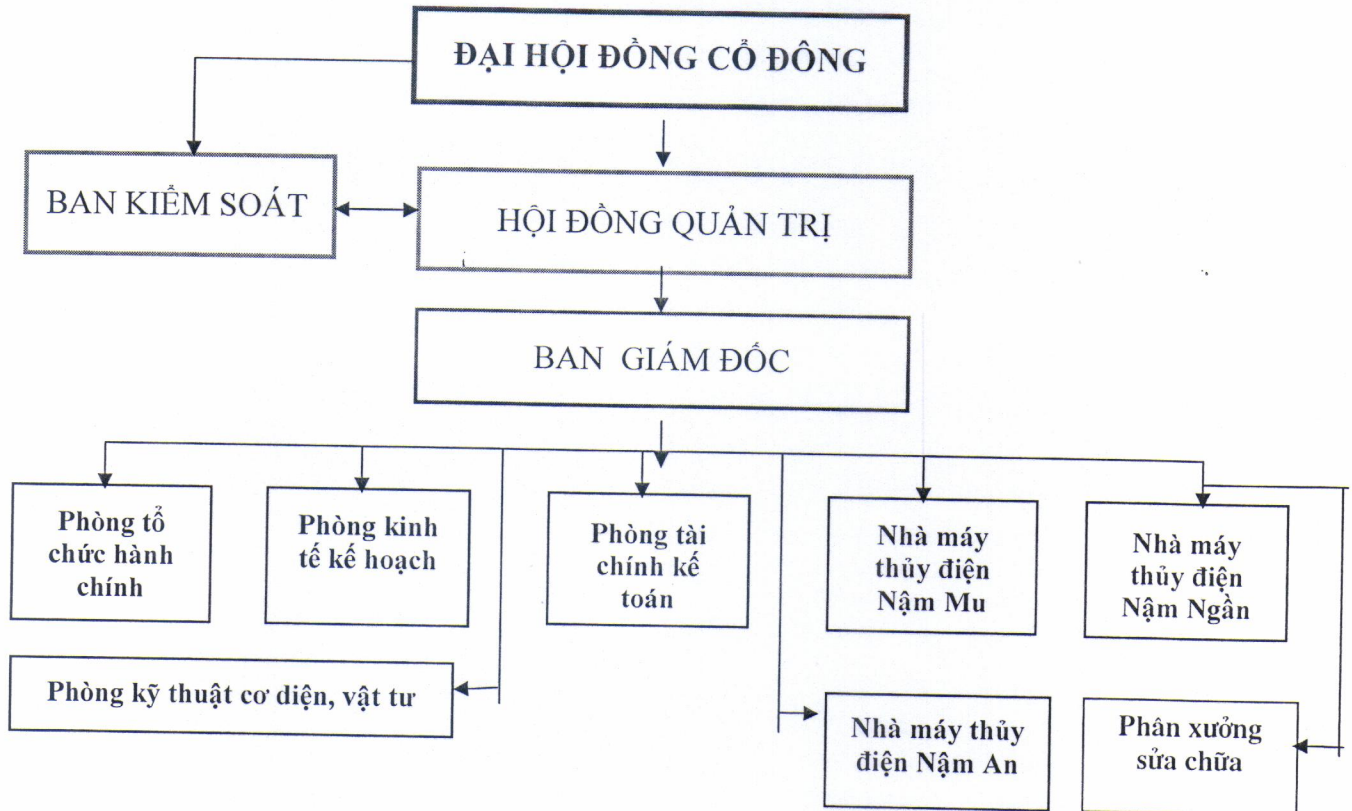 ĐẠI HỘI ĐỒNG CỔ ĐÔNG
BAN KIỂM SOÁT
HỘI ĐỒNG QUẢN TRỊ
BAN GIÁM ĐỐC
Phòng tổ
chức hành
chính
Phòng kinh
tế kế hoạch
Phòng tài
chính kế
toán
Nhà máy
thủy điện
Nậm Mu
Nhà máy
thủy điện
Nậm Ngần
Phòng kỹ thuật cơ diện, vật tư
Nhà máy thủy
điện Nậm An
Phân xưởng
sửa chữa